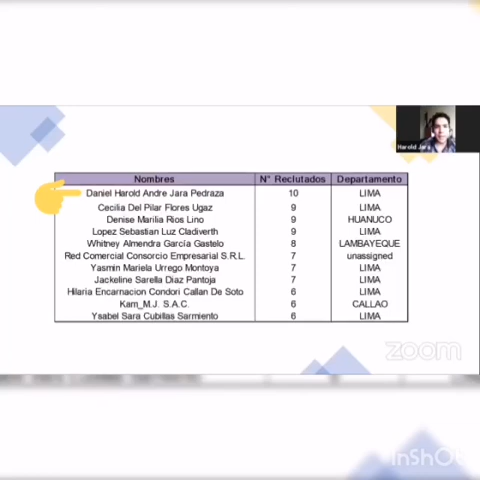 Harold Jara
Nombres N° Reclutados Departamento
Daniel Harold Andre Jara Pedraza 10 LIMA
Cecilia Del Pilar Flores Ugaz 9 LIMA
Denise Marilia Rios Lino 9 HUANUCO
Lopez Sebastian Luz Cladiverth 9 LIMA
Whitney Almendra García Gastelo 8 LAMBAYEQUE
Red Comercial Consorcio Empresarial S.R.L. 7 unassigned
Yasmin Mariela Urrego Montoya 7 LIMA
Jackeline Sarella Diaz Pantoja 7 LIMA
Hilaria Encarnacion Condori Callan De Soto 6 LIMA
Kam_M.J. S.A.C. 6 CALLAO
Ysabel Sara Cubillas Sarmiento 6 LIMA
zoom
InShOt